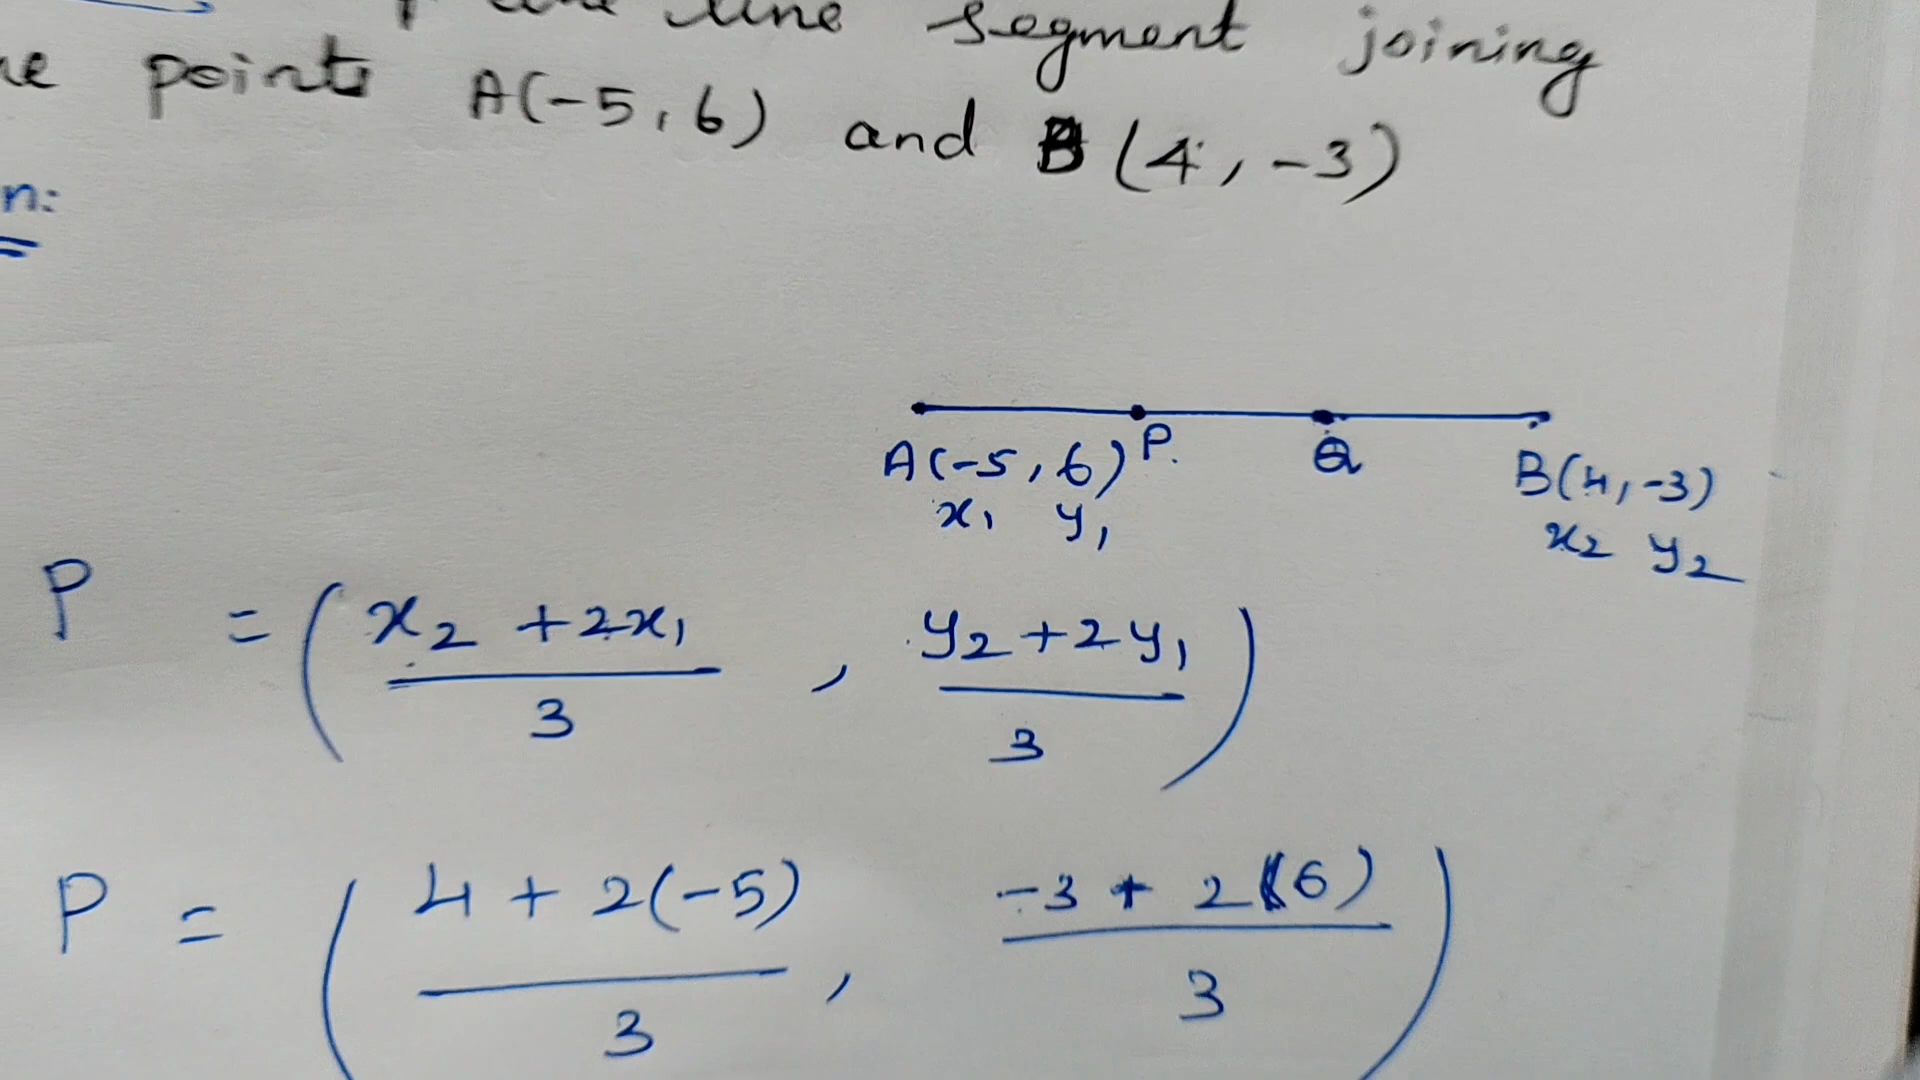 line segment joining
points A(-5,6) and B(4,-3)
n:
P. Q
A(-5,6) B(4,-3)
x₁ y₁ x₂ y₂
P = (x₂+2x₁/3, y₂+2y₁/3)
P = (4+2(-5)/3, -3+2(6)/3)